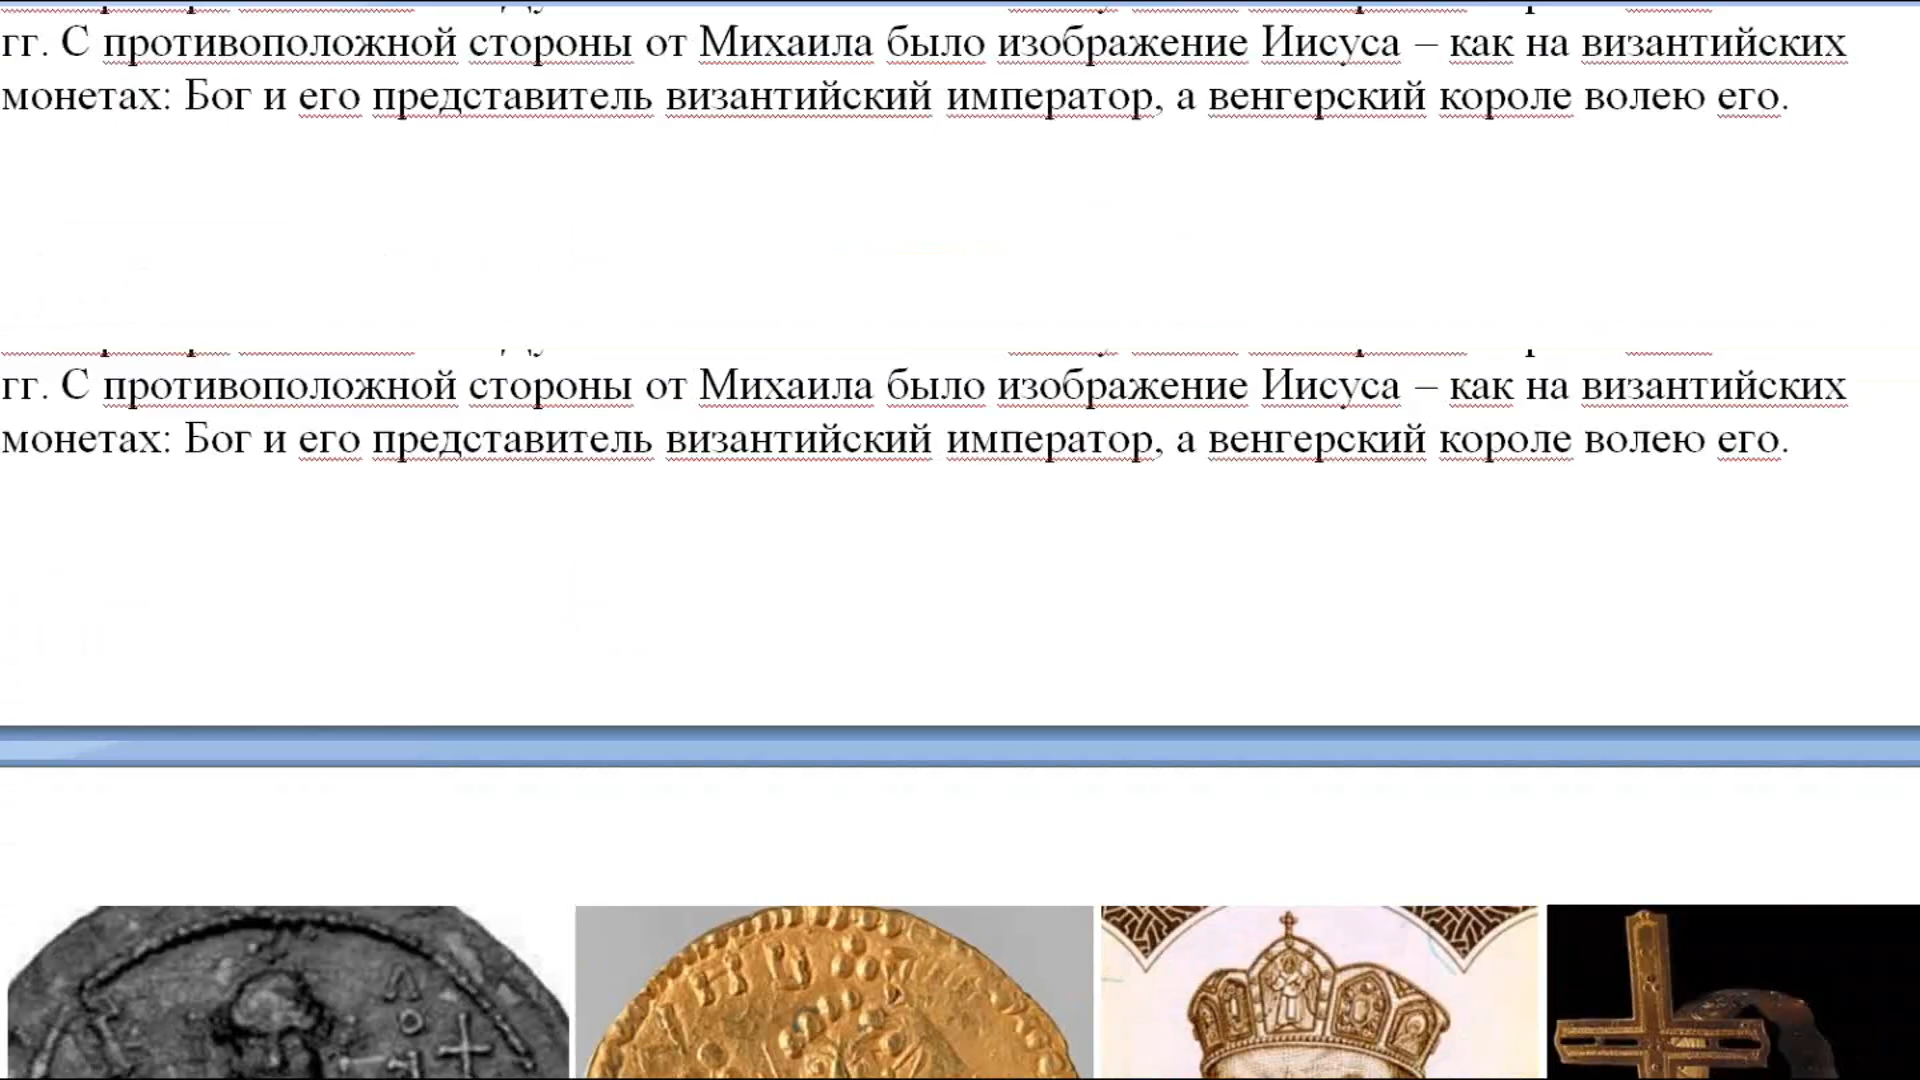 гг. С противоположной стороны от Михаила было изображение Иисуса – как на византийских
монетах: Бог и его представитель византийский император, а венгерский короле волею его.
гг. С противоположной стороны от Михаила было изображение Иисуса – как на византийских
монетах: Бог и его представитель византийский император, а венгерский короле волею его.